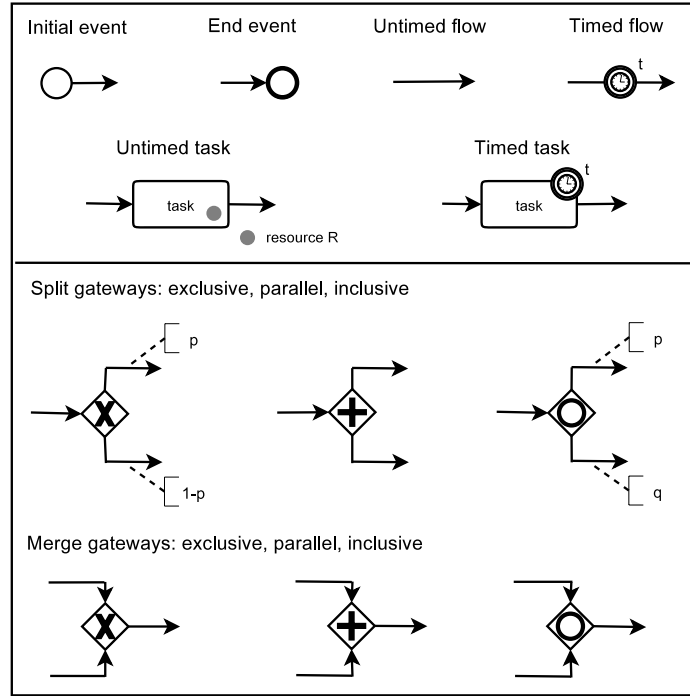 Initial event
End event
Untimed flow
Timed flow
t
Untimed task
Timed task
t
task
task
resource R
Split gateways: exclusive, parallel, inclusive
p
p
X
1-p
q
Merge gateways: exclusive, parallel, inclusive
X